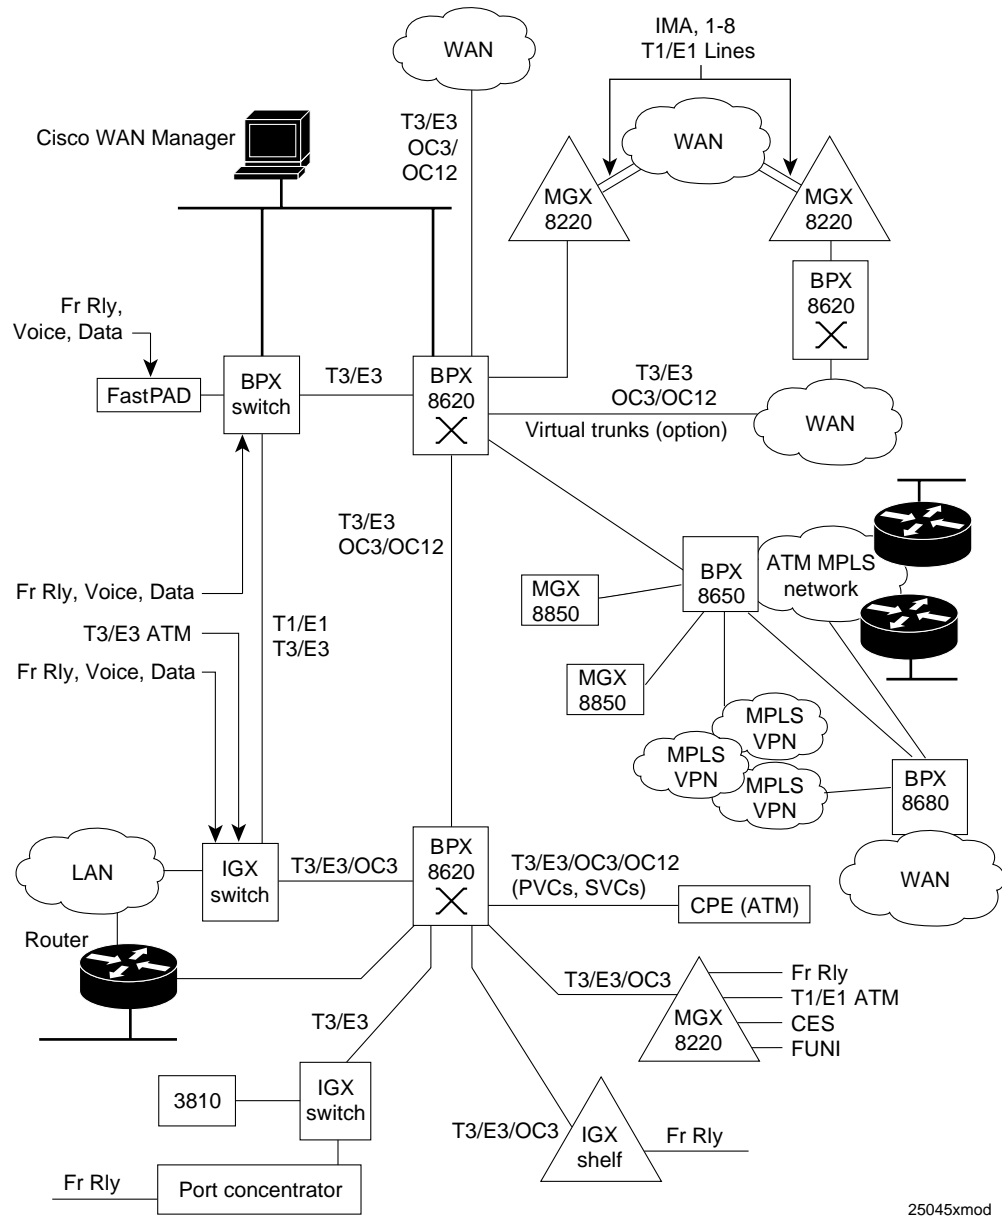 IMA, 1-8
T1/E1 Lines
WAN
Cisco WAN Manager
T3/E3
OC3/
OC12
WAN
MGX
8220
MGX
8220
BPX
8620
Fr Rly,
Voice, Data
FastPAD
BPX
switch
T3/E3
BPX
8620
T3/E3
OC3/OC12
Virtual trunks (option)
WAN
T3/E3
OC3/OC12
ATM MPLS
network
BPX
8650
MGX
8850
MGX
8850
Fr Rly, Voice, Data
T3/E3 ATM
Fr Rly, Voice, Data
T1/E1
T3/E3
MPLS
VPN
MPLS
VPN
MPLS
VPN
BPX
8680
WAN
LAN
IGX
switch
T3/E3/OC3
BPX
8620
T3/E3/OC3/OC12
(PVCs, SVCs)
CPE (ATM)
Router
T3/E3/OC3
MGX
8220
Fr Rly
T1/E1 ATM
CES
FUNI
T3/E3
3810
IGX
switch
T3/E3/OC3
IGX
shelf
Fr Rly
Fr Rly
Port concentrator
25045xmod